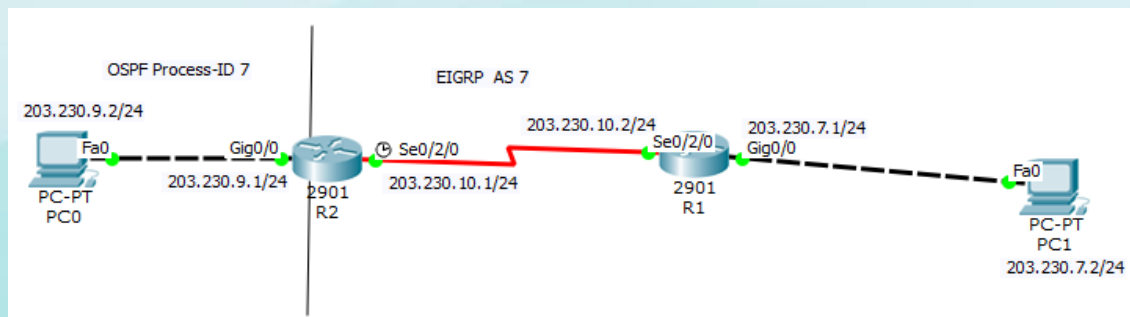 OSPF Process-ID 7
EIGRP AS 7
203.230.9.2/24
Fa0
PC-PT
PC0
Gig0/0
203.230.9.1/24
2901
R2
Se0/2/0
203.230.10.1/24
203.230.10.2/24
Se0/2/0
203.230.7.1/24
Gig0/0
2901
R1
Fa0
PC-PT
PC1
203.230.7.2/24